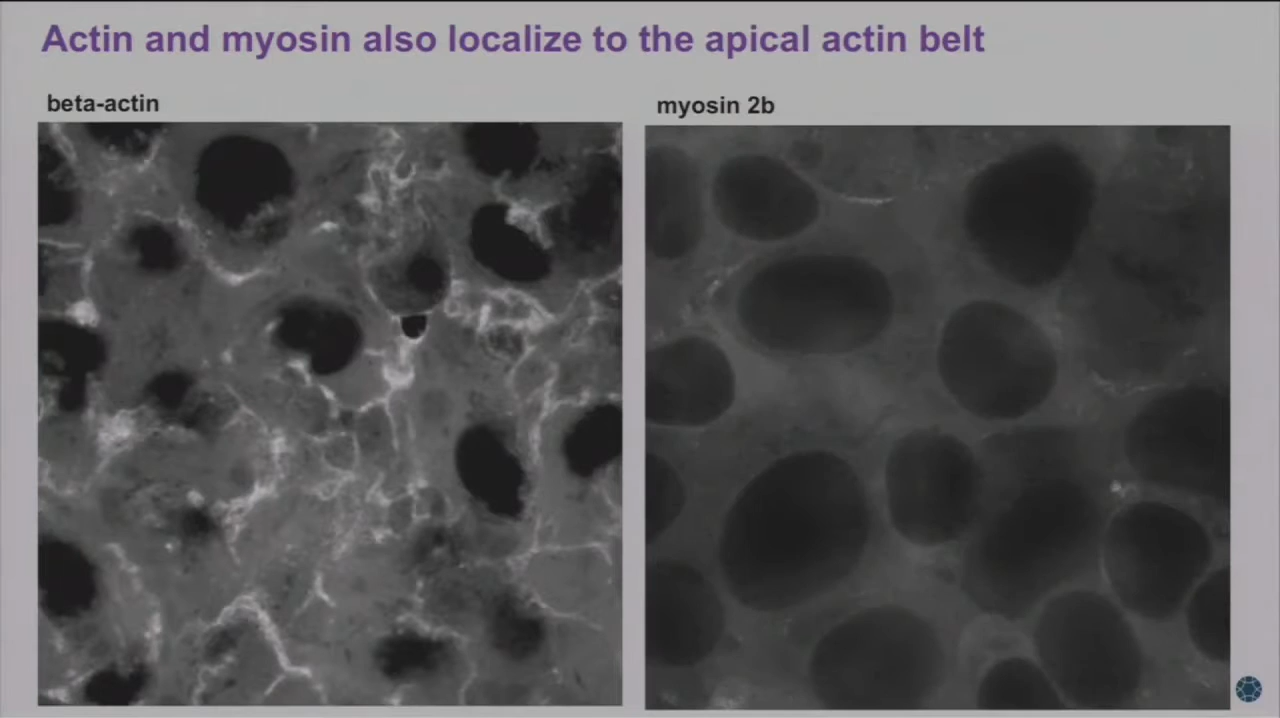 Actin and myosin also localize to the apical actin belt
beta-actin
myosin 2b